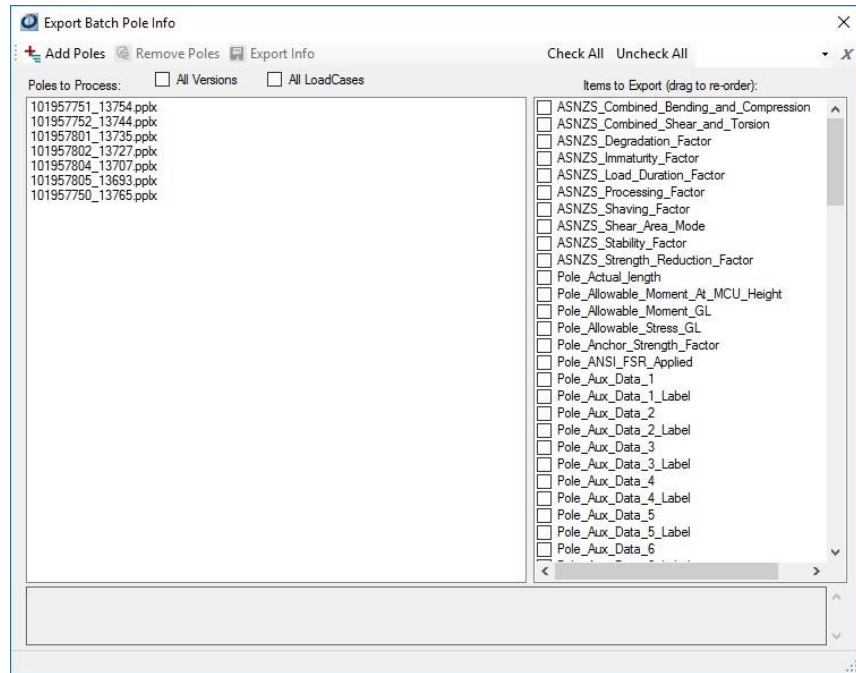 Export Batch Pole Info
Add Poles Remove Poles Export Info Check All Uncheck All X
Poles to Process: All Versions All LoadCases Items to Export (drag to re-order):
101957751_13754.pplx
101957752_13744.pplx
101957801_13735.pplx
101957802_13727.pplx
101957804_13707.pplx
101957805_13693.pplx
101957750_13765.pplx
ASNZS_Combined_Bending_and_Compression
ASNZS_Combined_Shear_and_Torsion
ASNZS_Degradation_Factor
ASNZS_Immaturity_Factor
ASNZS_Load_Duration_Factor
ASNZS_Processing_Factor
ASNZS_Shaving_Factor
ASNZS_Shear_Area_Mode
ASNZS_Stability_Factor
ASNZS_Strength_Reduction_Factor
Pole_Actual_length
Pole_Allowable_Moment_At_MCU_Height
Pole_Allowable_Moment_GL
Pole_Allowable_Stress_GL
Pole_Anchor_Strength_Factor
Pole_ANSI_FSR_Applied
Pole_Aux_Data_1
Pole_Aux_Data_1_Label
Pole_Aux_Data_2
Pole_Aux_Data_2_Label
Pole_Aux_Data_3
Pole_Aux_Data_3_Label
Pole_Aux_Data_4
Pole_Aux_Data_4_Label
Pole_Aux_Data_5
Pole_Aux_Data_5_Label
Pole_Aux_Data_6